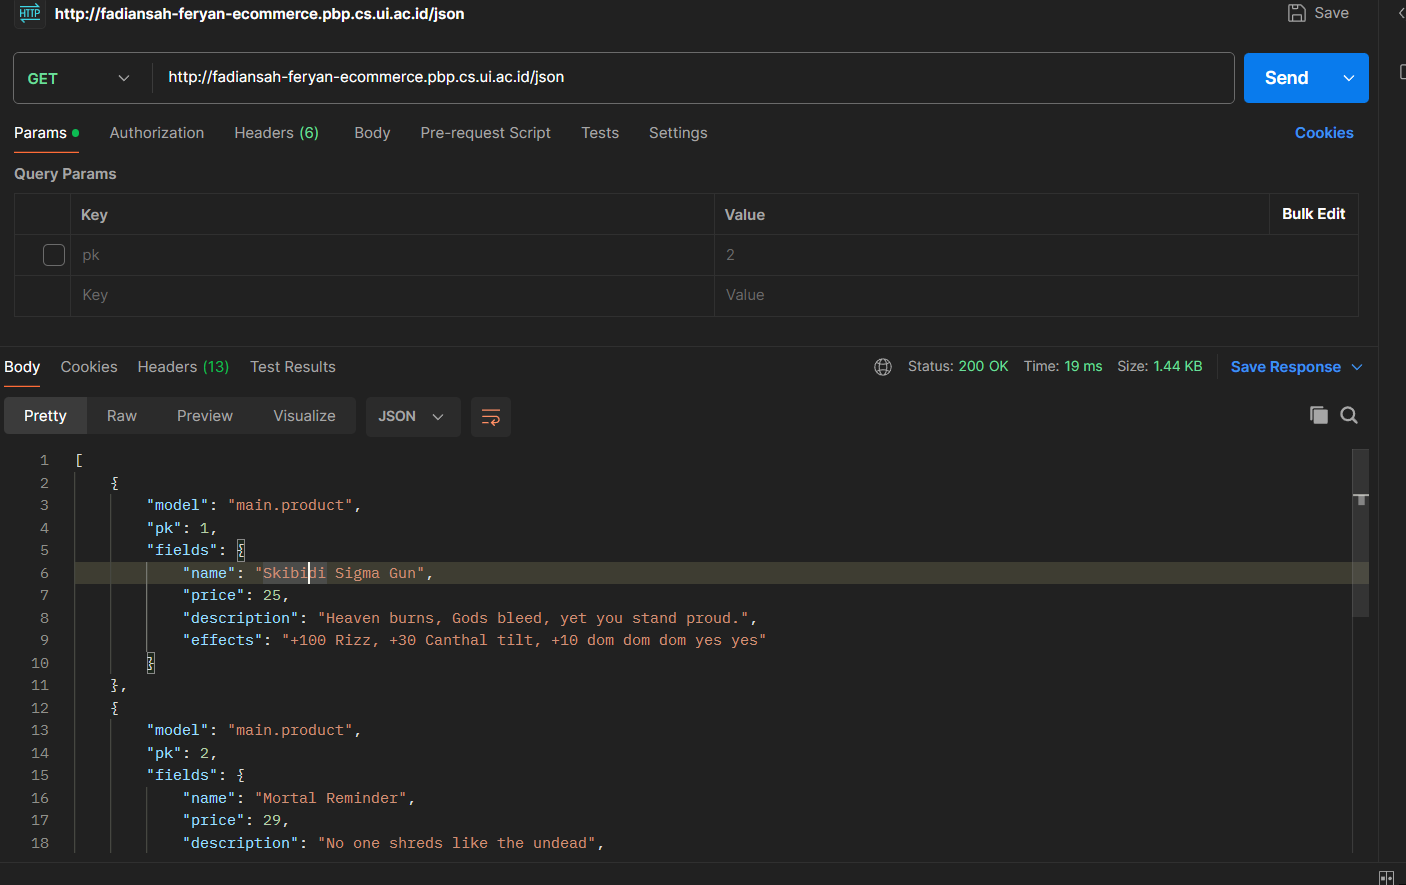 HTTP http://fadiansah-feryan-ecommerce.pbp.cs.ui.ac.id/json Save
GET http://fadiansah-feryan-ecommerce.pbp.cs.ui.ac.id/json Send
Params Authorization Headers (6) Body Pre-request Script Tests Settings Cookies
Query Params
Key Value Bulk Edit
pk 2
Key Value
Body Cookies Headers (13) Test Results Status: 200 OK Time: 19 ms Size: 1.44 KB Save Response
Pretty Raw Preview Visualize JSON
1 [
2 {
3 "model": "main.product",
4 "pk": 1,
5 "fields": {
6 "name": "Skibidi Sigma Gun",
7 "price": 25,
8 "description": "Heaven burns, Gods bleed, yet you stand proud.",
9 "effects": "+100 Rizz, +30 Canthal tilt, +10 dom dom dom yes yes"
10 }
11 },
12 {
13 "model": "main.product",
14 "pk": 2,
15 "fields": {
16 "name": "Mortal Reminder",
17 "price": 29,
18 "description": "No one shreds like the undead",